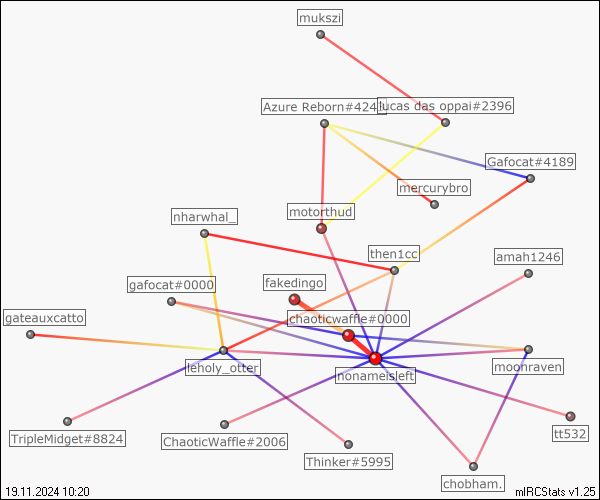 mukszi
Azure Reborn#424
lucas das oppai#2396
Gafocat#4189
mercurybro
motorthud
nharwhal_
then1cc
amah1246
fakedingo
gafocat#0000
gateauxcatto
chaoticwaffle#0000
leholy_otter
nonameisleft
moonraven
TripleMidget#8824
ChaoticWaffle#2006
tt532
Thinker#5995
chobham.
19.11.2024 10:20
mIRCStats v1.25